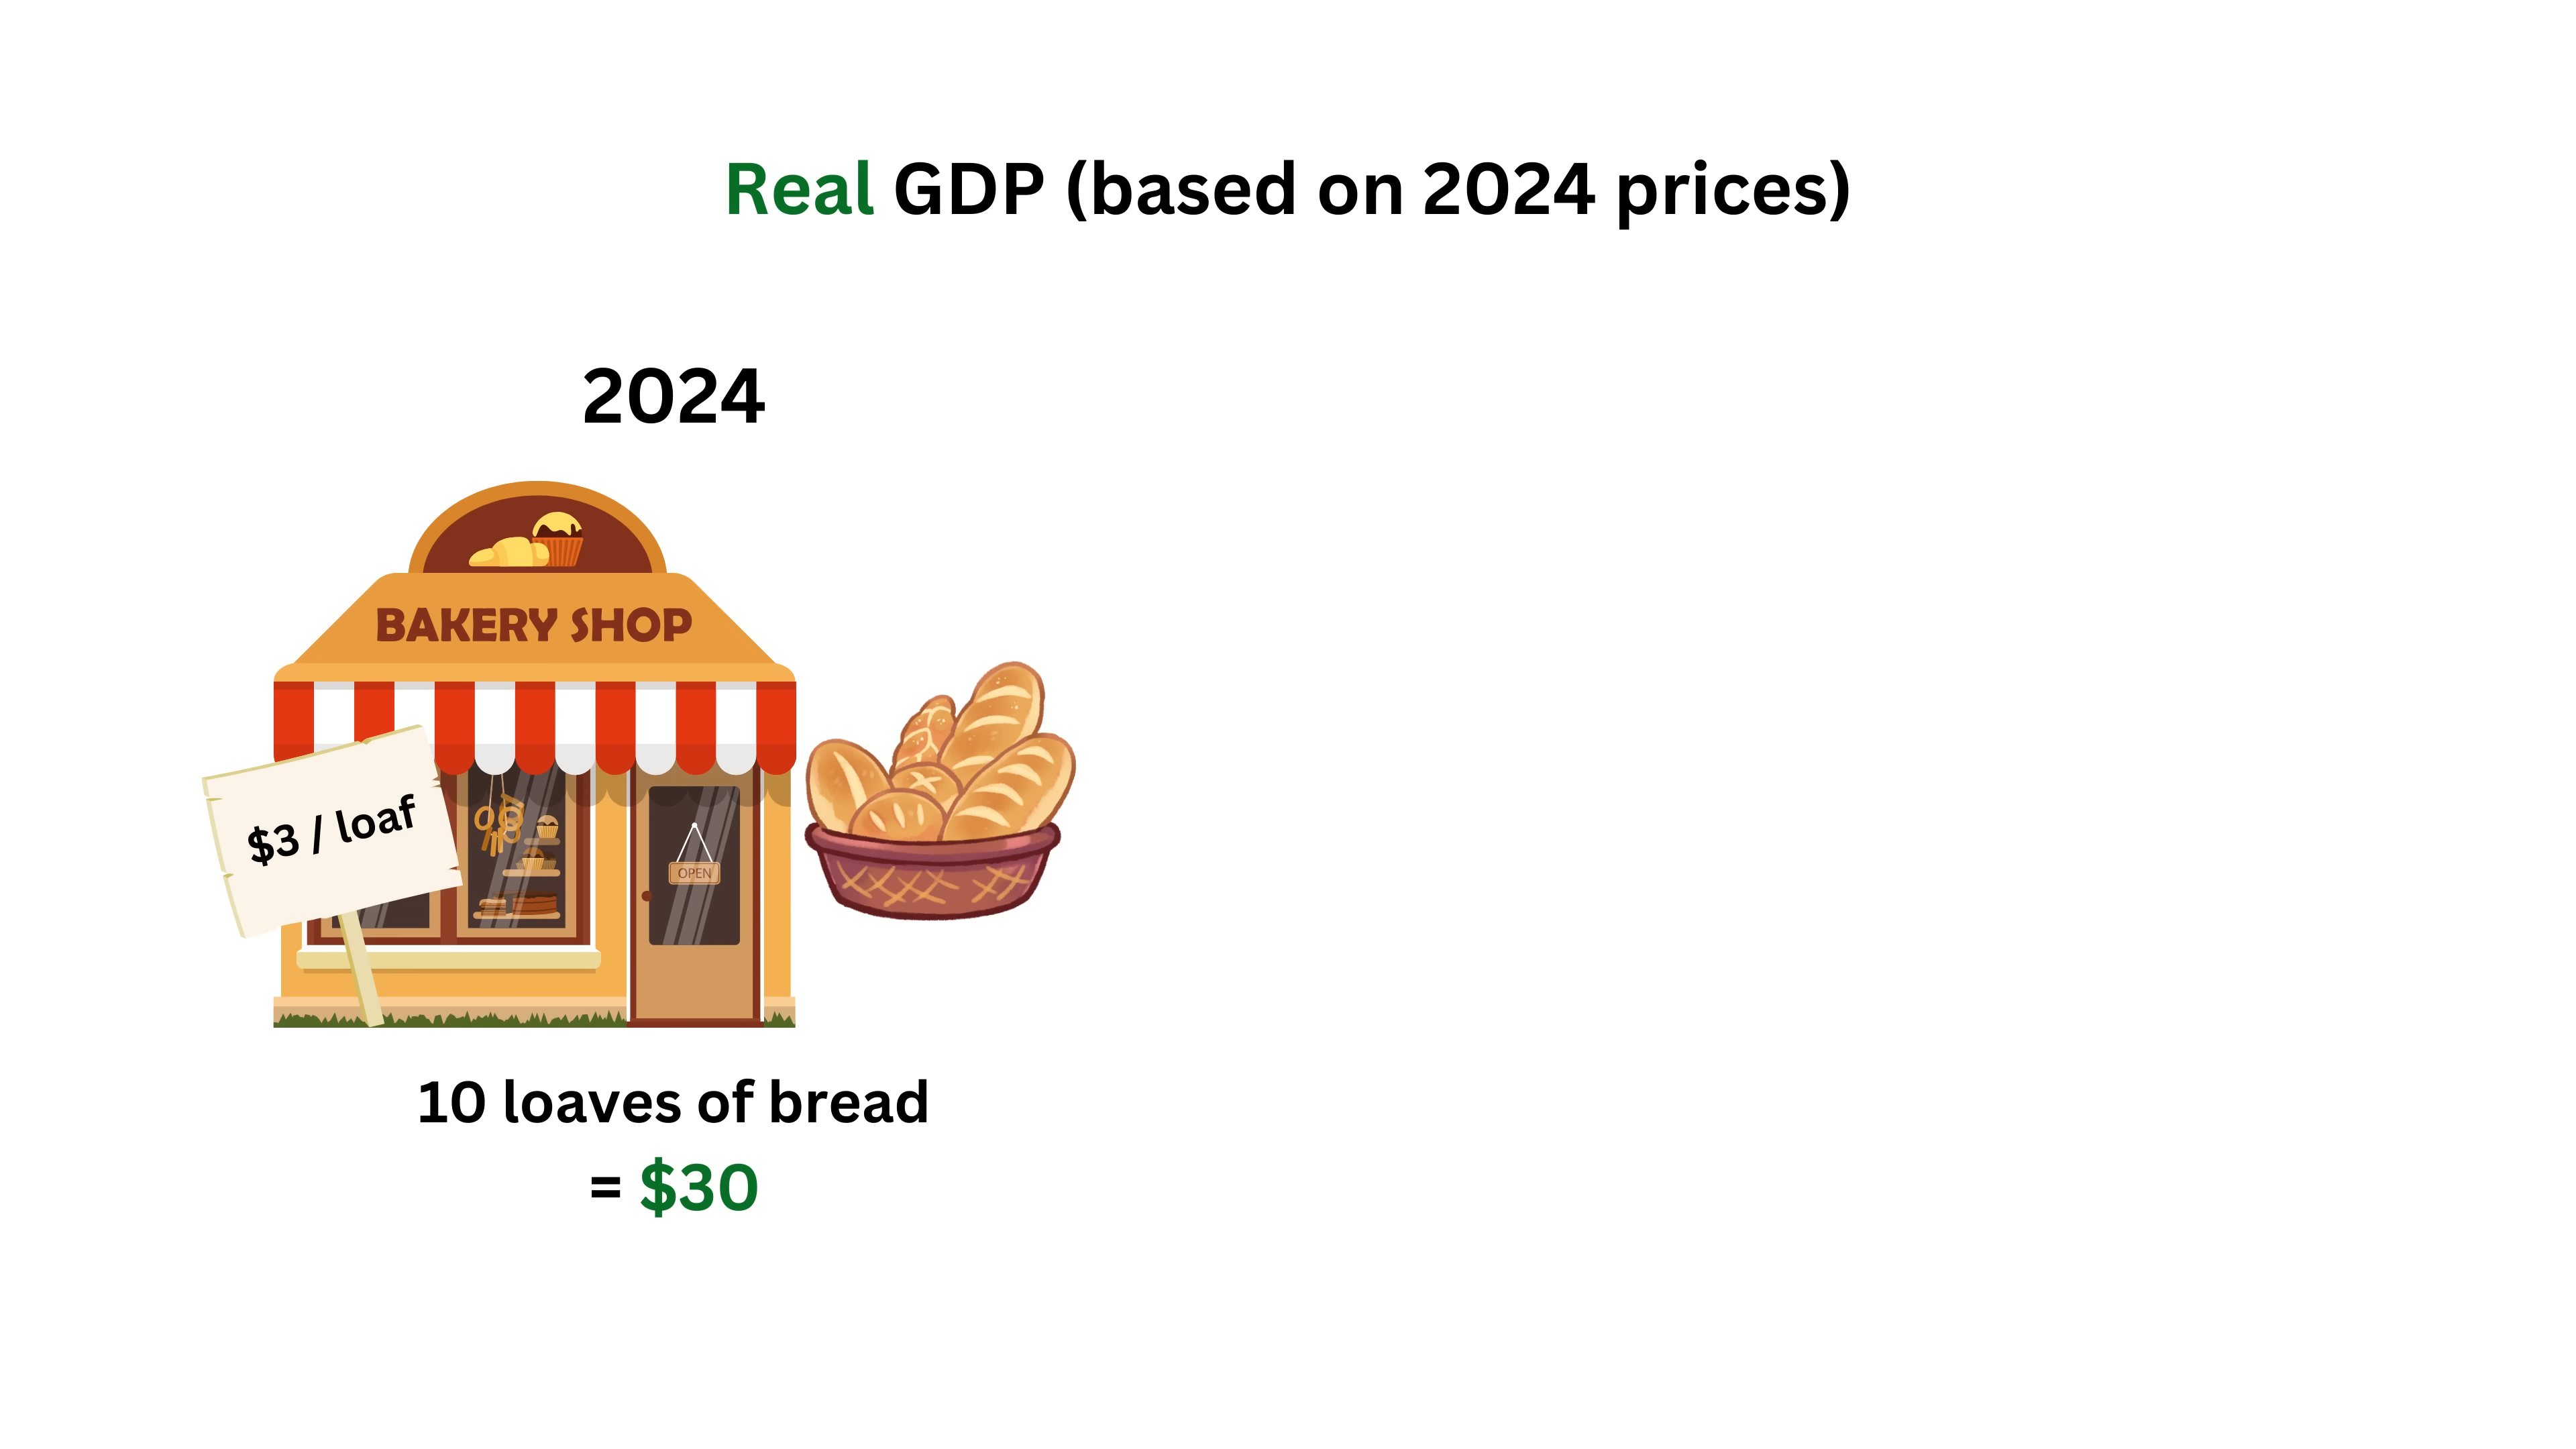 Real GDP (based on 2024 prices)
2024
BAKERY SHOP
$3 / loaf
OPEN
10 loaves of bread
= $30